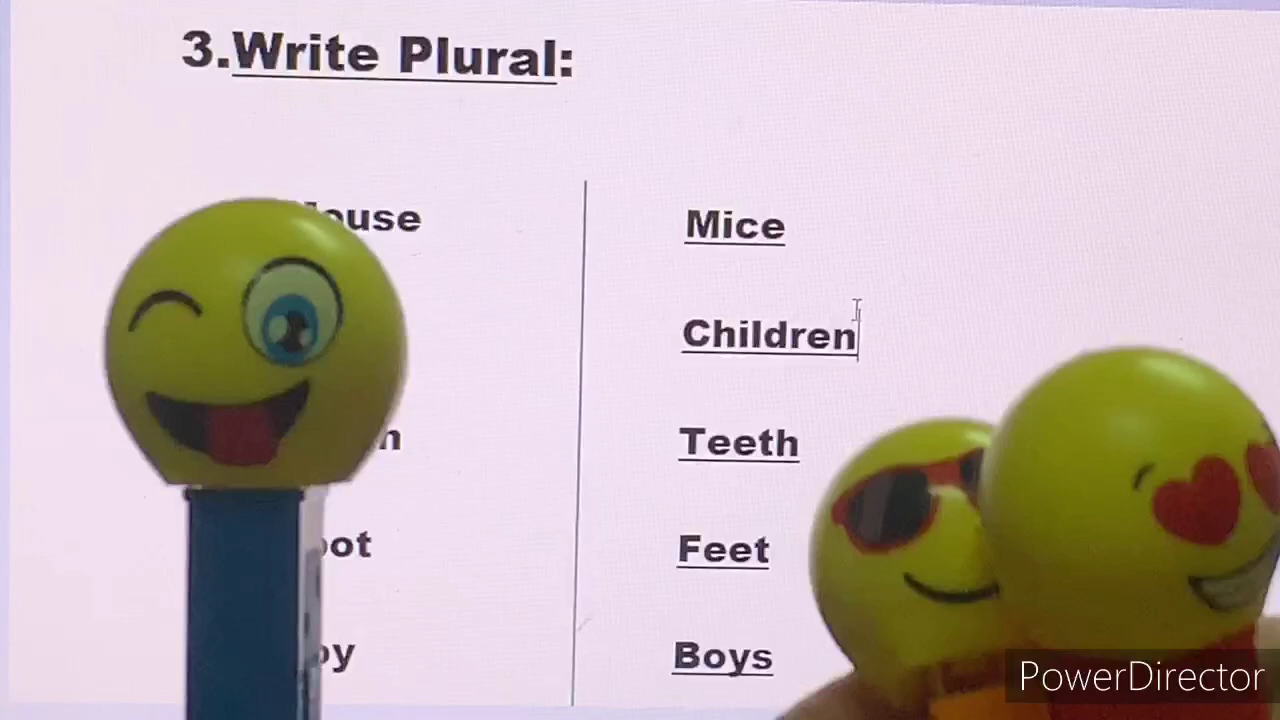 3.Write Plural:
Mice
Children
Teeth
Feet
Boys
PowerDirector